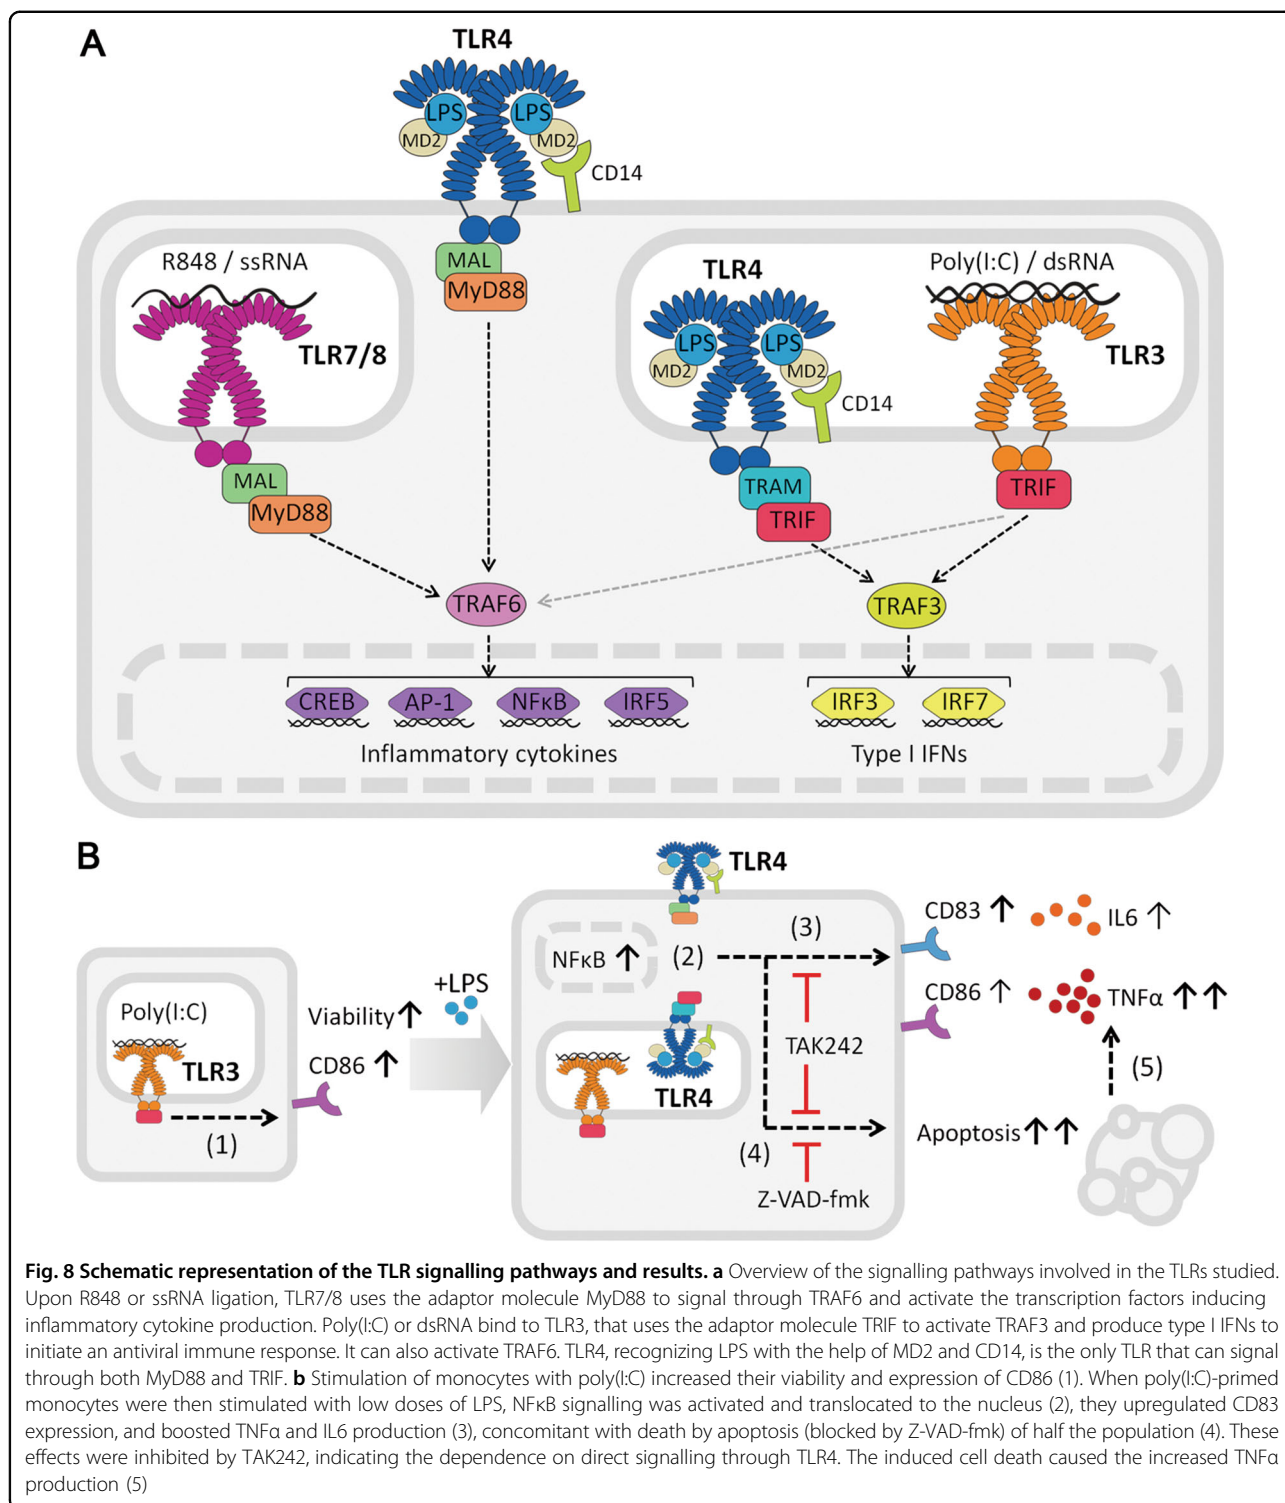 A
TLR4
LPS
LPS
MD2
MD2
CD14
MAL
MyD88
R848 / ssRNA
TLR7/8
MAL
MyD88
TLR4
LPS
LPS
MD2
MD2
CD14
TRAM
TRIF
Poly(I:C) / dsRNA
TLR3
TRIF
TRAF6
TRAF3
CREB
AP-1
NFκB
IRF5
Inflammatory cytokines
IRF3
IRF7
Type I IFNs
B
Poly(I:C)
TLR3
(1)
Viability
CD86
+LPS
TLR4
NFκB
(2)
(3)
TLR4
TAK242
(4)
Z-VAD-fmk
CD83
IL6
CD86
TNFα
(5)
Apoptosis
Fig. 8 Schematic representation of the TLR signalling pathways and results. a Overview of the signalling pathways involved in the TLRs studied.
Upon R848 or ssRNA ligation, TLR7/8 uses the adaptor molecule MyD88 to signal through TRAF6 and activate the transcription factors inducing
inflammatory cytokine production. Poly(I:C) or dsRNA bind to TLR3, that uses the adaptor molecule TRIF to activate TRAF3 and produce type I IFNs to
initiate an antiviral immune response. It can also activate TRAF6. TLR4, recognizing LPS with the help of MD2 and CD14, is the only TLR that can signal
through both MyD88 and TRIF. b Stimulation of monocytes with poly(I:C) increased their viability and expression of CD86 (1). When poly(I:C)-primed
monocytes were then stimulated with low doses of LPS, NFκB signalling was activated and translocated to the nucleus (2), they upregulated CD83
expression, and boosted TNFα and IL6 production (3), concomitant with death by apoptosis (blocked by Z-VAD-fmk) of half the population (4). These
effects were inhibited by TAK242, indicating the dependence on direct signalling through TLR4. The induced cell death caused the increased TNFα
production (5)